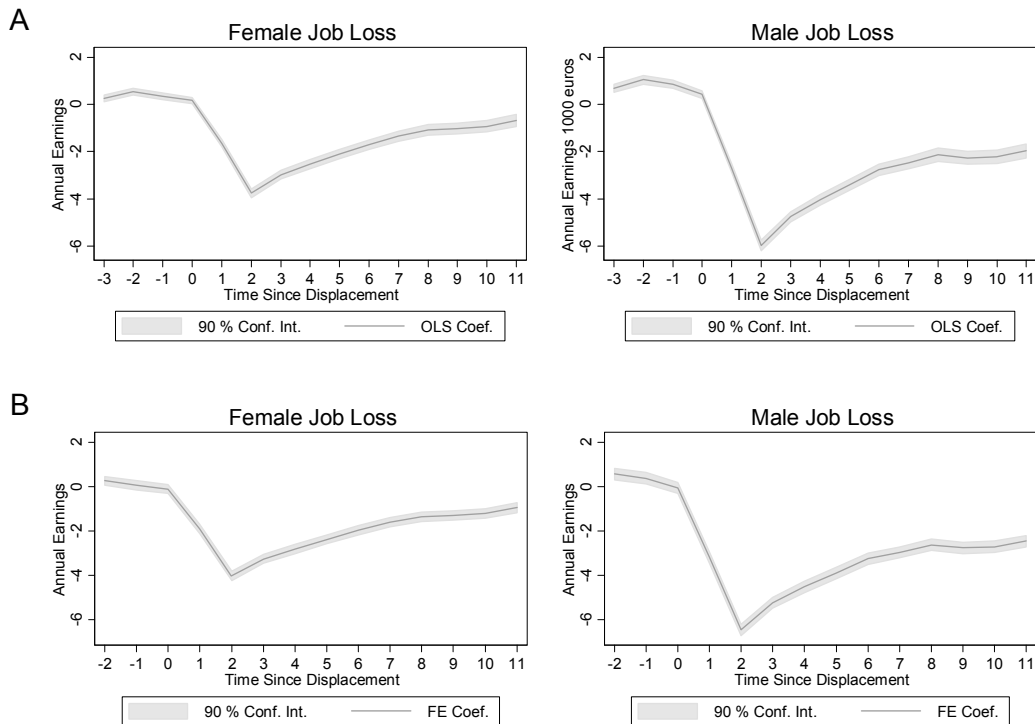 A
Female Job Loss
Annual Earnings
2
0
-2
-4
-6
-3 -2 -1 0 1 2 3 4 5 6 7 8 9 10 11
Time Since Displacement
90 % Conf. Int. OLS Coef.
Male Job Loss
Annual Earnings 1000 euros
2
0
-2
-4
-6
-3 -2 -1 0 1 2 3 4 5 6 7 8 9 10 11
Time Since Displacement
90 % Conf. Int. OLS Coef.
B
Female Job Loss
Annual Earnings
2
0
-2
-4
-6
-2 -1 0 1 2 3 4 5 6 7 8 9 10 11
Time Since Displacement
90 % Conf. Int. FE Coef.
Male Job Loss
Annual Earnings
2
0
-2
-4
-6
-2 -1 0 1 2 3 4 5 6 7 8 9 10 11
Time Since Displacement
90 % Conf. Int. FE Coef.